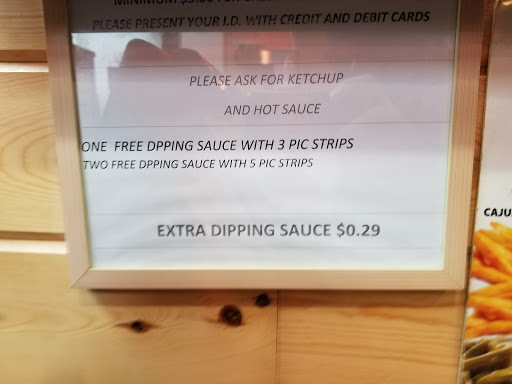 PLEASE PRESENT YOUR I.D. WITH CREDIT AND DEBIT CARDS
PLEASE ASK FOR KETCHUP
AND HOT SAUCE
ONE FREE DPPING SAUCE WITH 3 PIC STRIPS
TWO FREE DPPING SAUCE WITH 5 PIC STRIPS
EXTRA DIPPING SAUCE $0.29